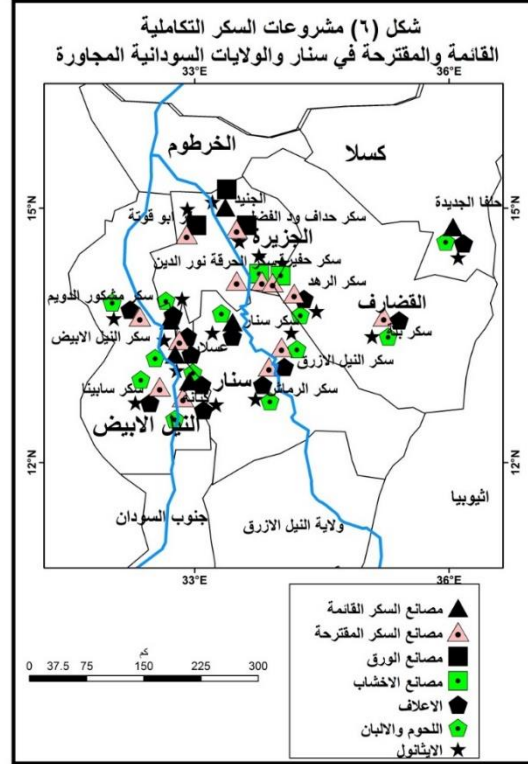 شكل (٦) مشروعات السكر التكاملية
القائمة والمقترحة في سنار والولايات السودانية المجاورة
33°E
36°E
الخرطوم
كسلا
15°N
15°N
الجنيد
حلفا الجديدة
ابو قوتة
سكر حداف ود الفضل
الجزيرة
سكر حفيرة
الحرقة نور الدين
سكر الرهد
القضارف
سكر مشكور الدويم
سكر سنار
سكر النيل الابيض
عسلاية
سكر النيل الازرق
سكر سابينا
كنانة
سنار
سكر الرماش
النيل الابيض
12°N
12°N
اثيوبيا
جنوب السودان
ولاية النيل الازرق
33°E
36°E
مصانع السكر القائمة
مصانع السكر المقترحة
مصانع الورق
مصانع الاخشاب
الاعلاف
اللحوم والالبان
الايثانول
كم
0 37.5 75 150 225 300